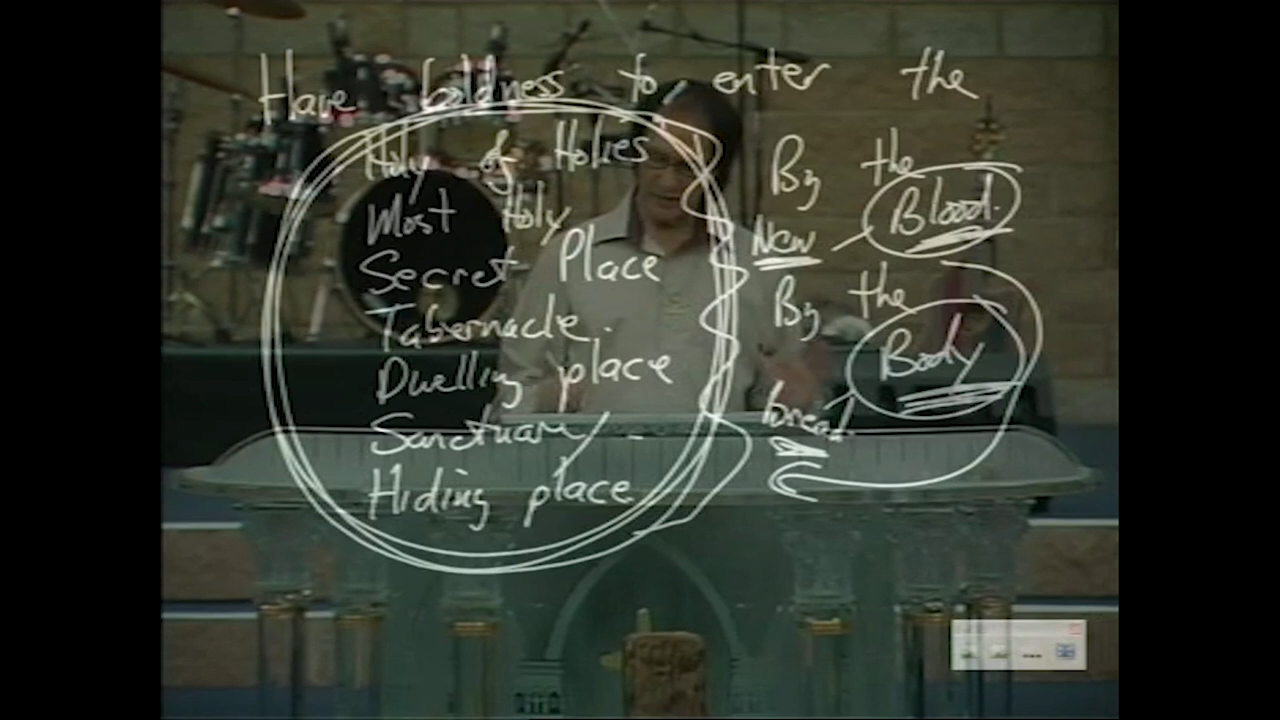 Have boldness to enter the
Holy of Holies
Most Holy
Secret Place
Tabernacle.
Dwelling place
Sanctuary -
Hiding place
By the
Blood.
New
By the
Body
bread.